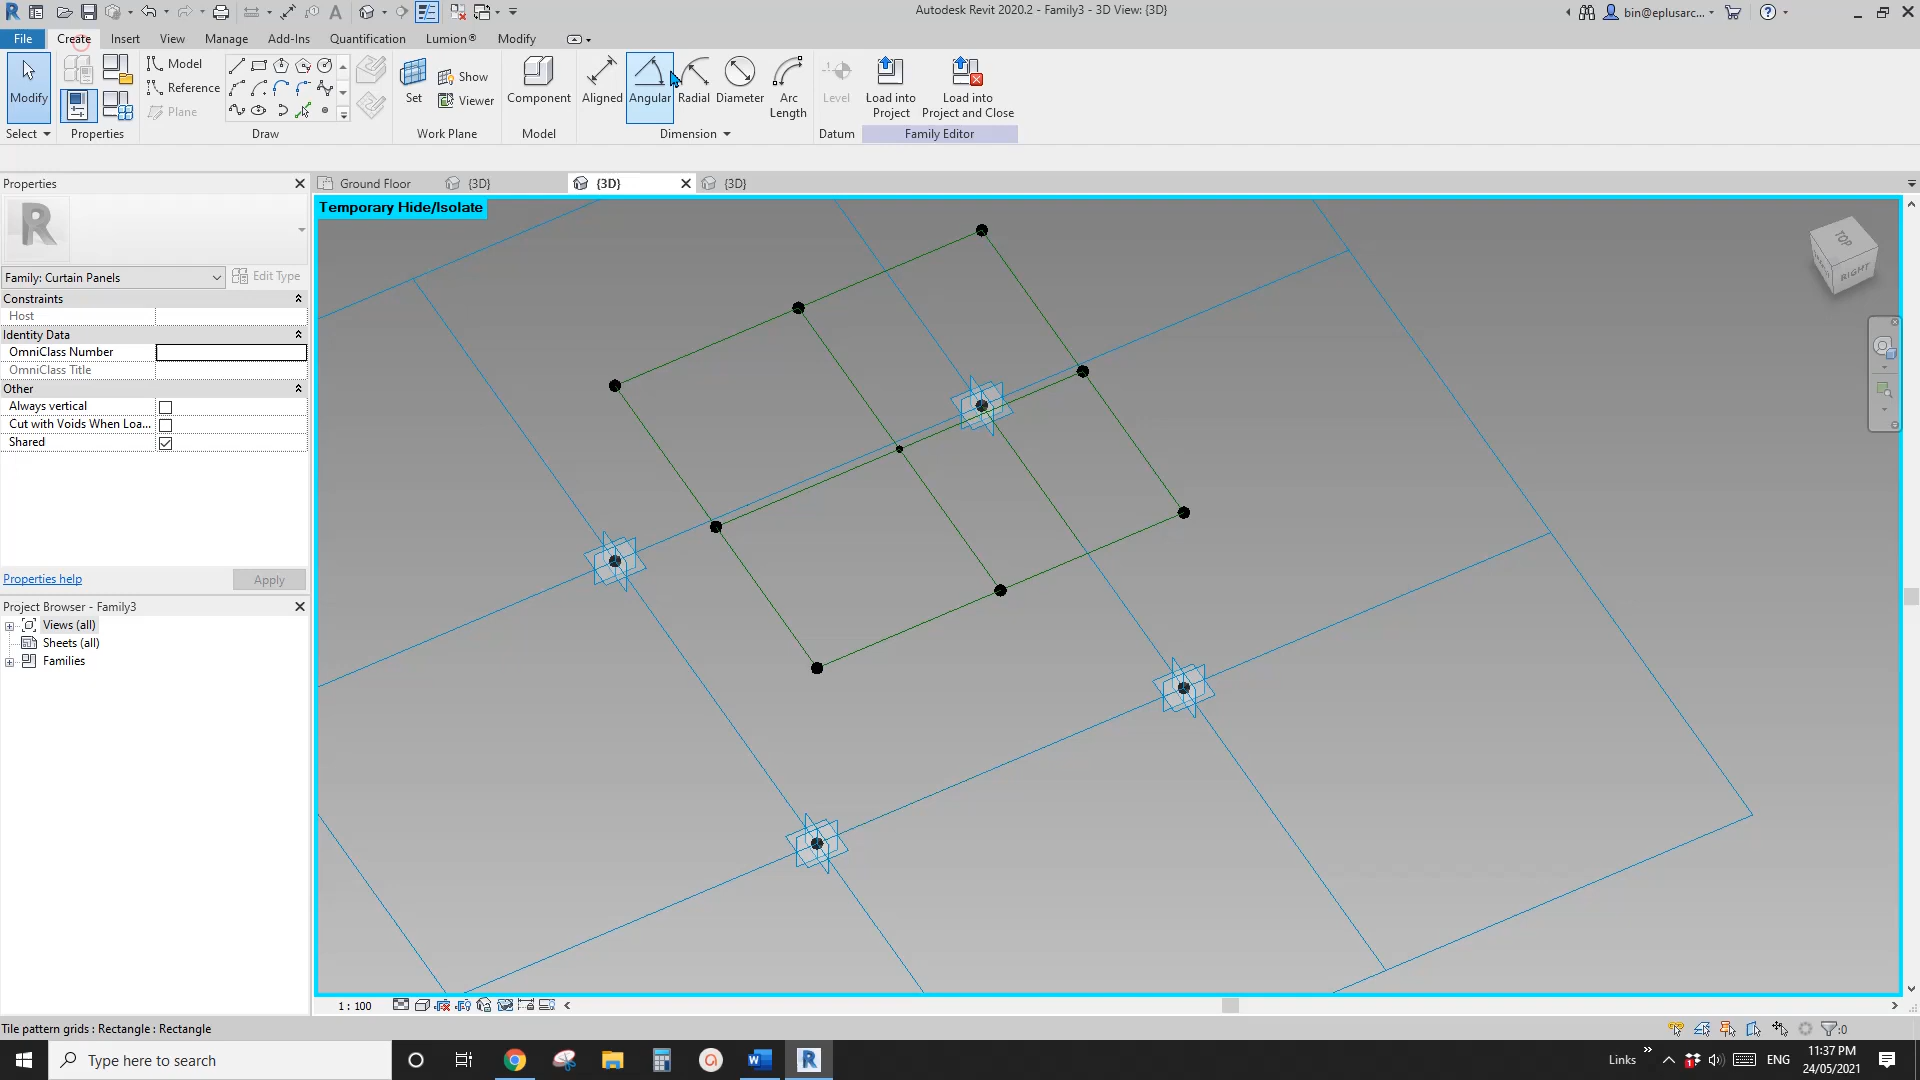 Autodesk Revit 2020.2 - Family3 - 3D View: {3D}
bin@eplusarc...
File Create Insert View Manage Add-Ins Quantification Lumion® Modify
Modify
Model
Reference
Plane
Set
Show
Viewer
Component
Aligned Angular Radial Diameter Arc Length
Level
Load into Project
Load into Project and Close
Select Properties Draw Work Plane Model Dimension Datum Family Editor
Properties
Ground Floor {3D} {3D} {3D}
Temporary Hide/Isolate
Family: Curtain Panels
Edit Type
Constraints
Host
Identity Data
OmniClass Number
OmniClass Title
Other
Always vertical
Cut with Voids When Loa...
Shared
Properties help
Apply
Project Browser - Family3
Views (all)
Sheets (all)
Families
TOP
RIGHT
1 : 100
Tile pattern grids : Rectangle : Rectangle
:0
Type here to search
Links
ENG
11:37 PM
24/05/2021